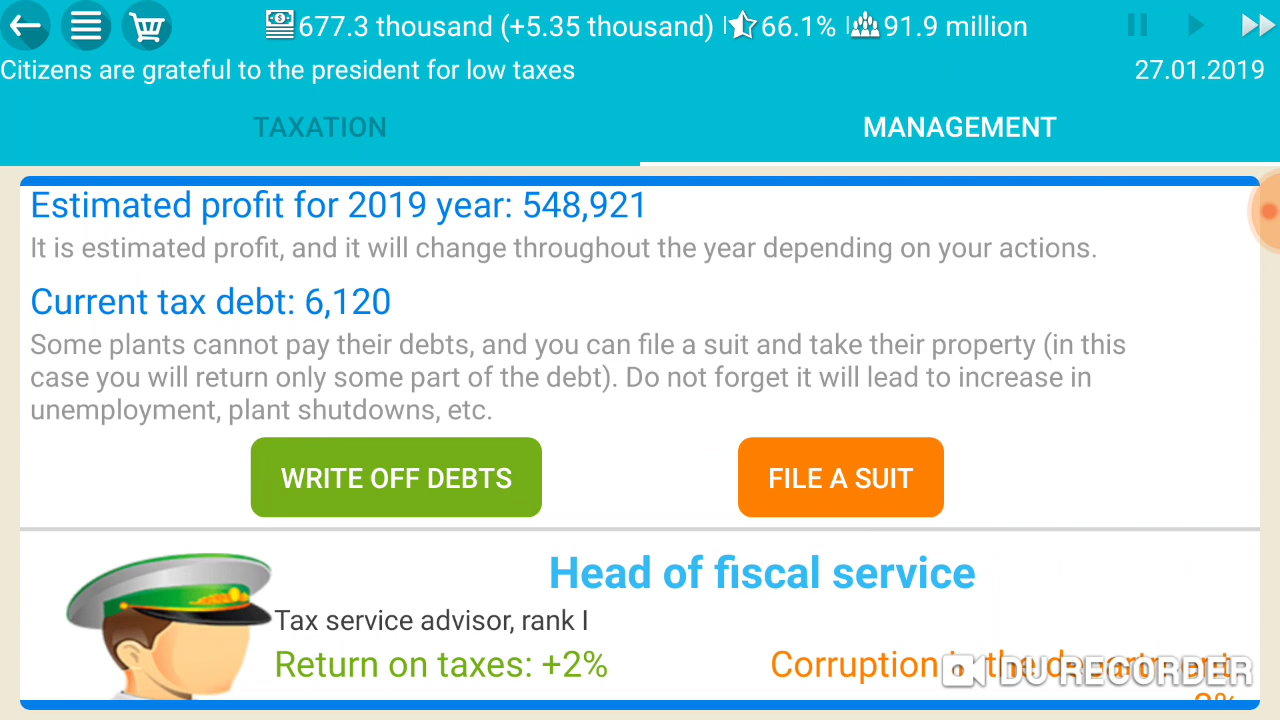 677.3 thousand (+5.35 thousand) 66.1% 91.9 million
Citizens are grateful to the president for low taxes 27.01.2019
TAXATION MANAGEMENT
Estimated profit for 2019 year: 548,921
It is estimated profit, and it will change throughout the year depending on your actions.
Current tax debt: 6,120
Some plants cannot pay their debts, and you can file a suit and take their property (in this
case you will return only some part of the debt). Do not forget it will lead to increase in
unemployment, plant shutdowns, etc.
WRITE OFF DEBTS FILE A SUIT
Head of fiscal service
Tax service advisor, rank I
Return on taxes: +2% Corruption in the department
DU RECORDER